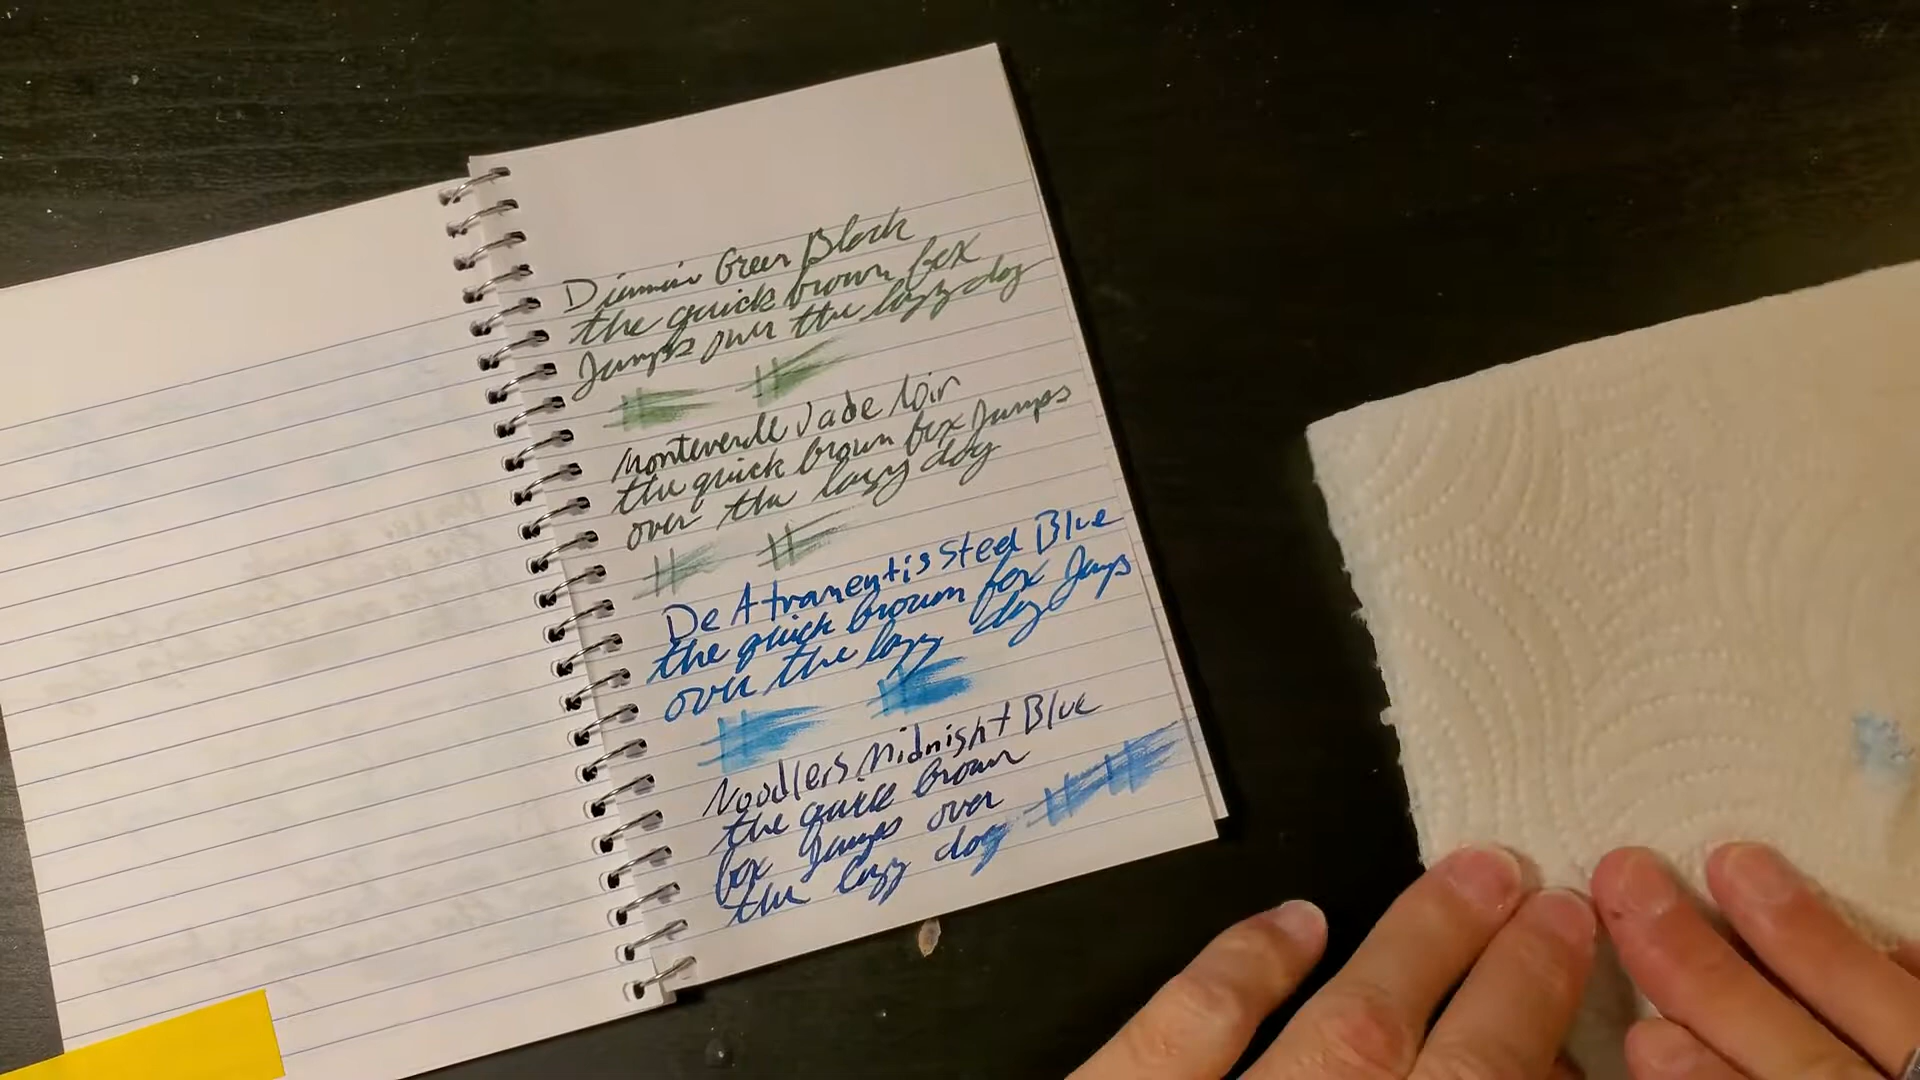 Diamine Green Black
the quick brown fox
Jumps over the lazy dog
Monteverde Jade Noir
the quick brown fox Jumps
over the lazy dog
De Atramentis Steel Blue
the quick brown fox Jumps
over the lazy dog
Noodlers Midnight Blue
the quick brown
fox Jumps over
the lazy dog